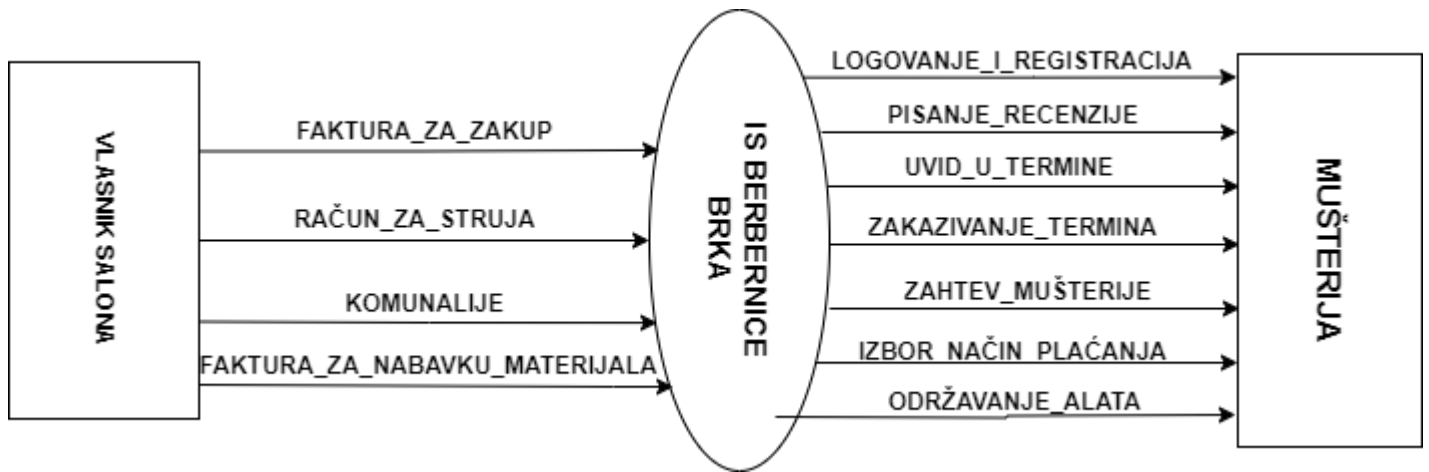 VLASNIK SALONA
FAKTURA_ZA_ZAKUP
RAČUN_ZA_STRUJA
KOMUNALIJE
FAKTURA_ZA_NABAVKU_MATERIJALA
IS BERBERNICE
BRKA
LOGOVANJE_I_REGISTRACIJA
PISANJE_RECENZIJE
UVID_U_TERMINE
ZAKAZIVANJE_TERMINA
ZAHTEV_MUŠTERIJE
IZBOR_NAČIN_PLAĆANJA
ODRŽAVANJE_ALATA
MUŠTERIJA